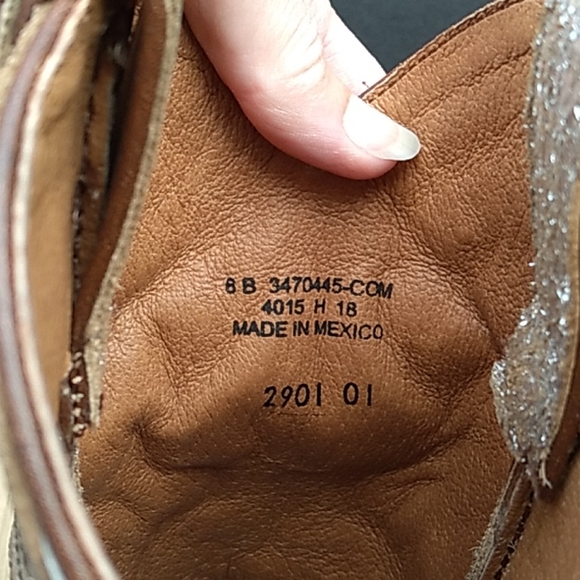 8 B 3470445-COM
4015 H 18
MADE IN MEXICO
2901 01